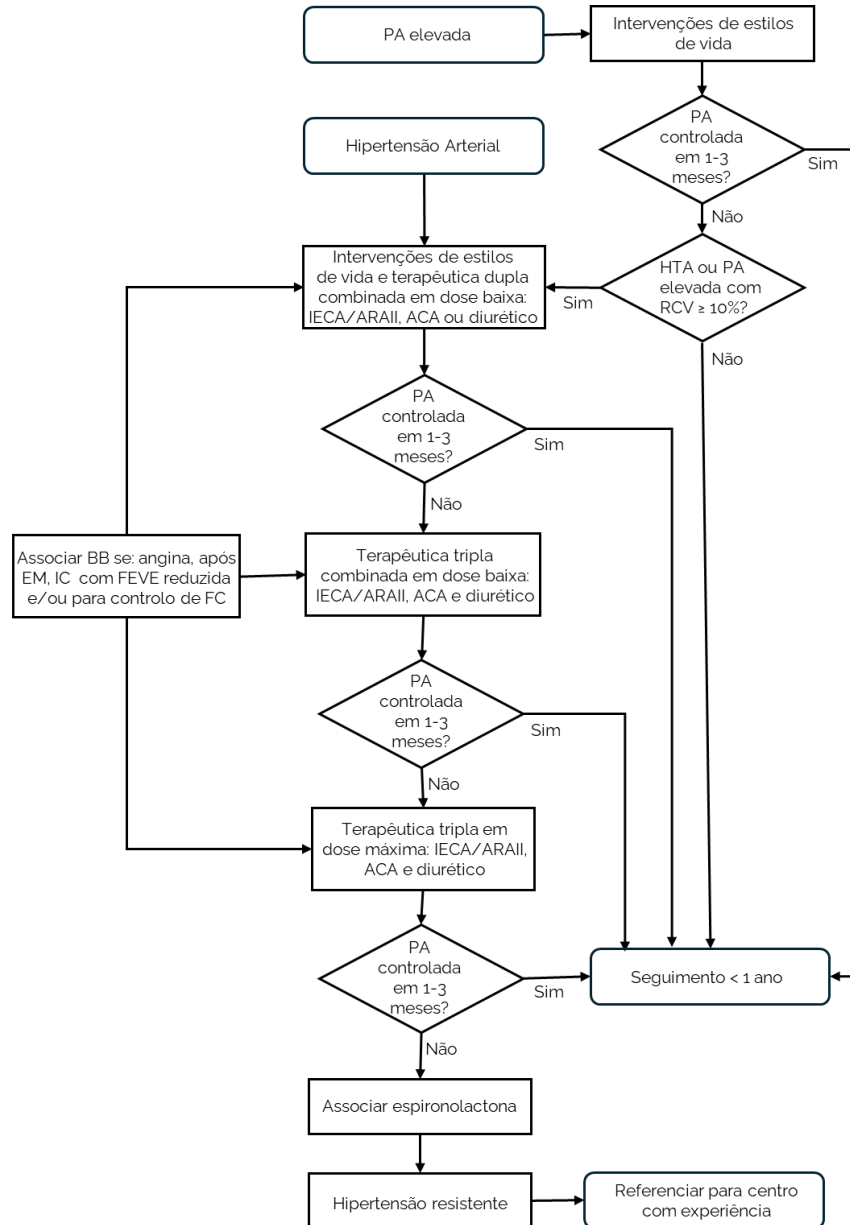 PA elevada
Intervenções de estilos
de vida
PA
controlada
em 1-3
meses?
Sim
Não
Hipertensão Arterial
HTA ou PA
elevada com
RCV ≥ 10%?
Sim
Não
Intervenções de estilos
de vida e terapêutica dupla
combinada em dose baixa:
IECA/ARAII, ACA ou diurético
PA
controlada
em 1-3
meses?
Sim
Não
Associar BB se: angina, após
EM, IC com FEVE reduzida
e/ou para controlo de FC
Terapêutica tripla
combinada em dose baixa:
IECA/ARAII, ACA e diurético
PA
controlada
em 1-3
meses?
Sim
Não
Terapêutica tripla em
dose máxima: IECA/ARAII,
ACA e diurético
PA
controlada
em 1-3
meses?
Sim
Não
Seguimento < 1 ano
Associar espironolactona
Hipertensão resistente
Referenciar para centro
com experiência